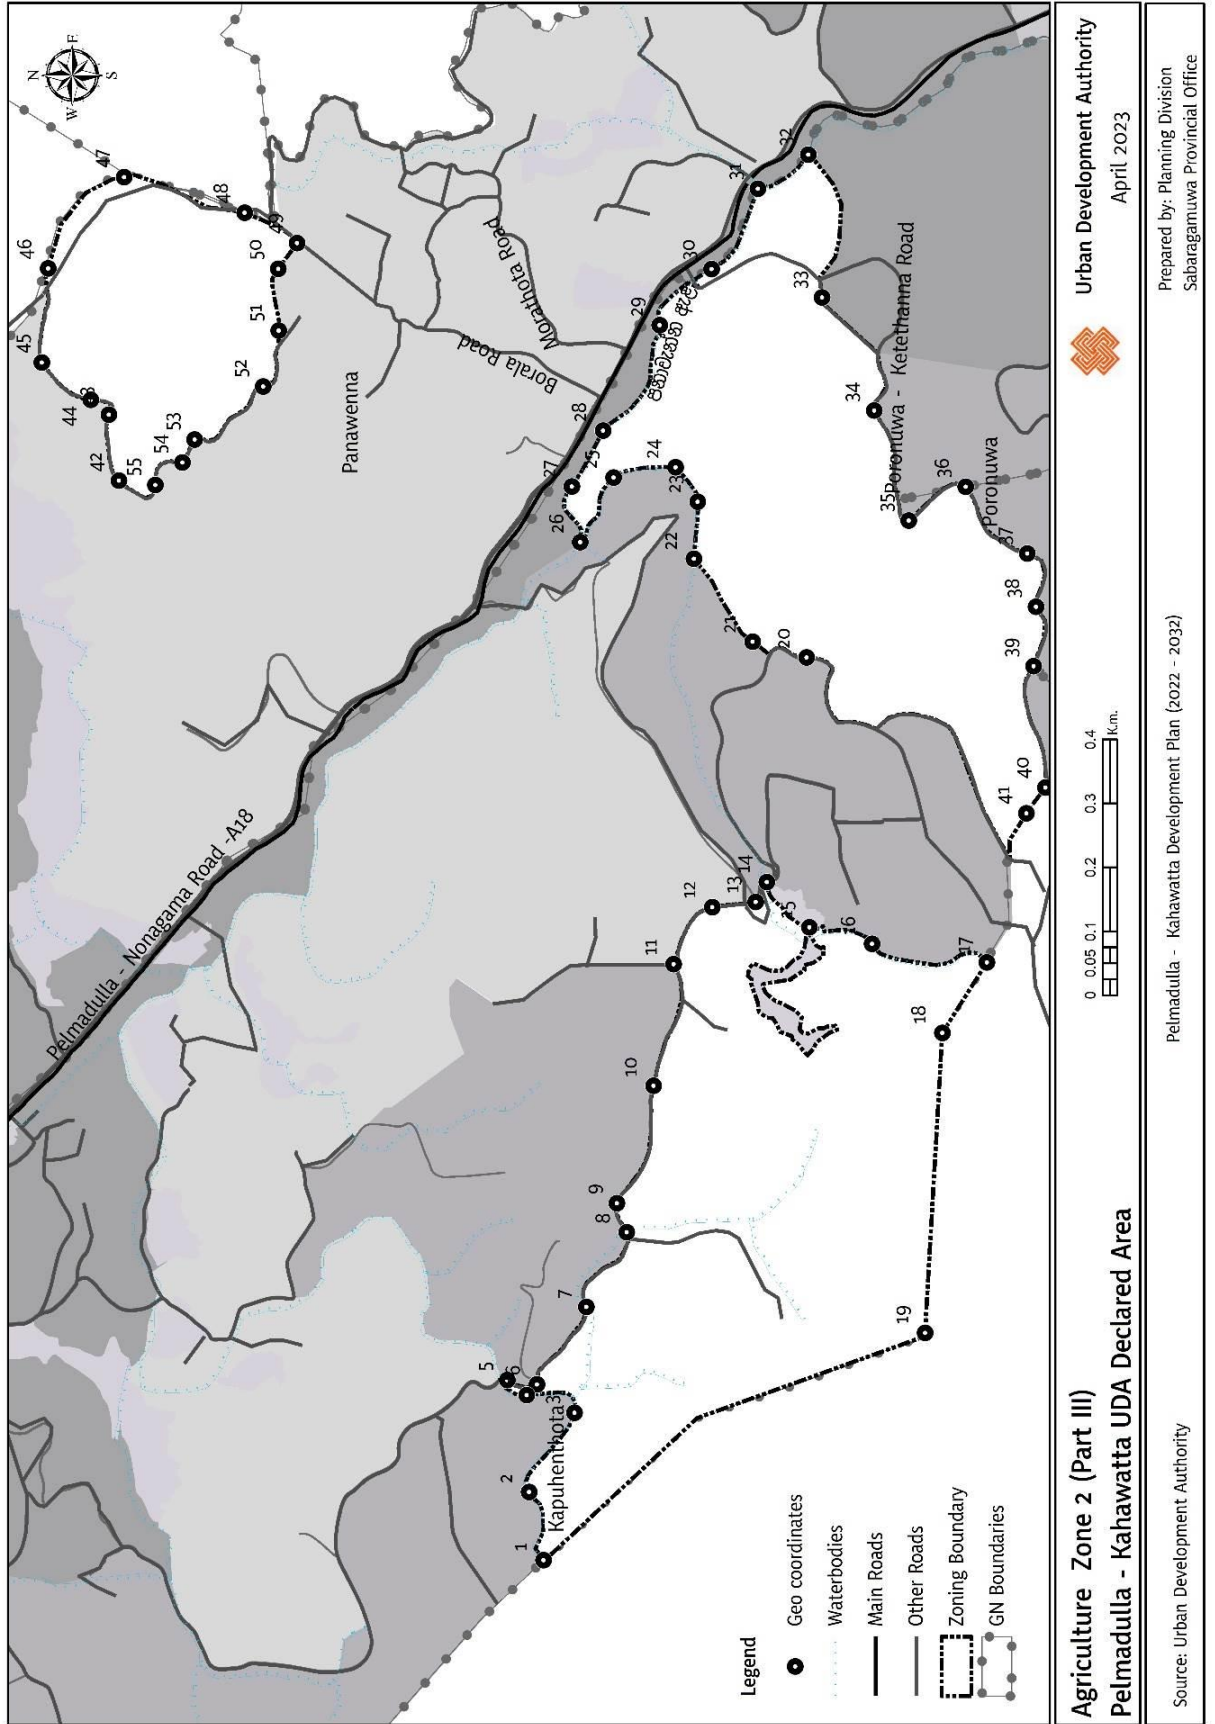 N
E
S
W
47
46
48
45
49
50
51
44
52
42
53
54
55
Panawenna
Morathota Road
Borala Road
32
31
30
29
28
33
27
25
24
26
23
34
22
Poronuwa - Ketethanna Road
35
36
Poronuwa
37
21
20
38
39
Pelmadulla - Nonagama Road -A18
40
41
14
13
12
11
17
18
10
9
8
7
19
5
6
3
Kapuhenthota
2
1
Legend
Geo coordinates
Waterbodies
Main Roads
Other Roads
Zoning Boundary
GN Boundaries
0 0.05 0.1 0.2 0.3 0.4
K.m.
Agriculture Zone 2 (Part III)
Pelmadulla - Kahawatta UDA Declared Area
Urban Development Authority
April 2023
Source: Urban Development Authority
Pelmadulla - Kahawatta Development Plan (2022 - 2032)
Prepared by: Planning Division
Sabaragamuwa Provincial Office